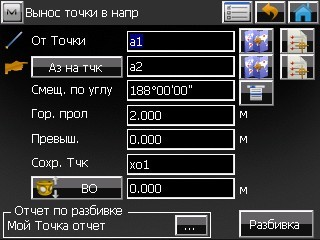 Вынос точки в напр
От Точки a1
Аз на тчк a2
Смещ. по углу 188°00'00"
Гор. прол 2.000 м
Превыш. 0.000 м
Сохр. Тчк xo1
ВО 0.000 м
Отчет по разбивке
Мой Точка отчет ... Разбивка